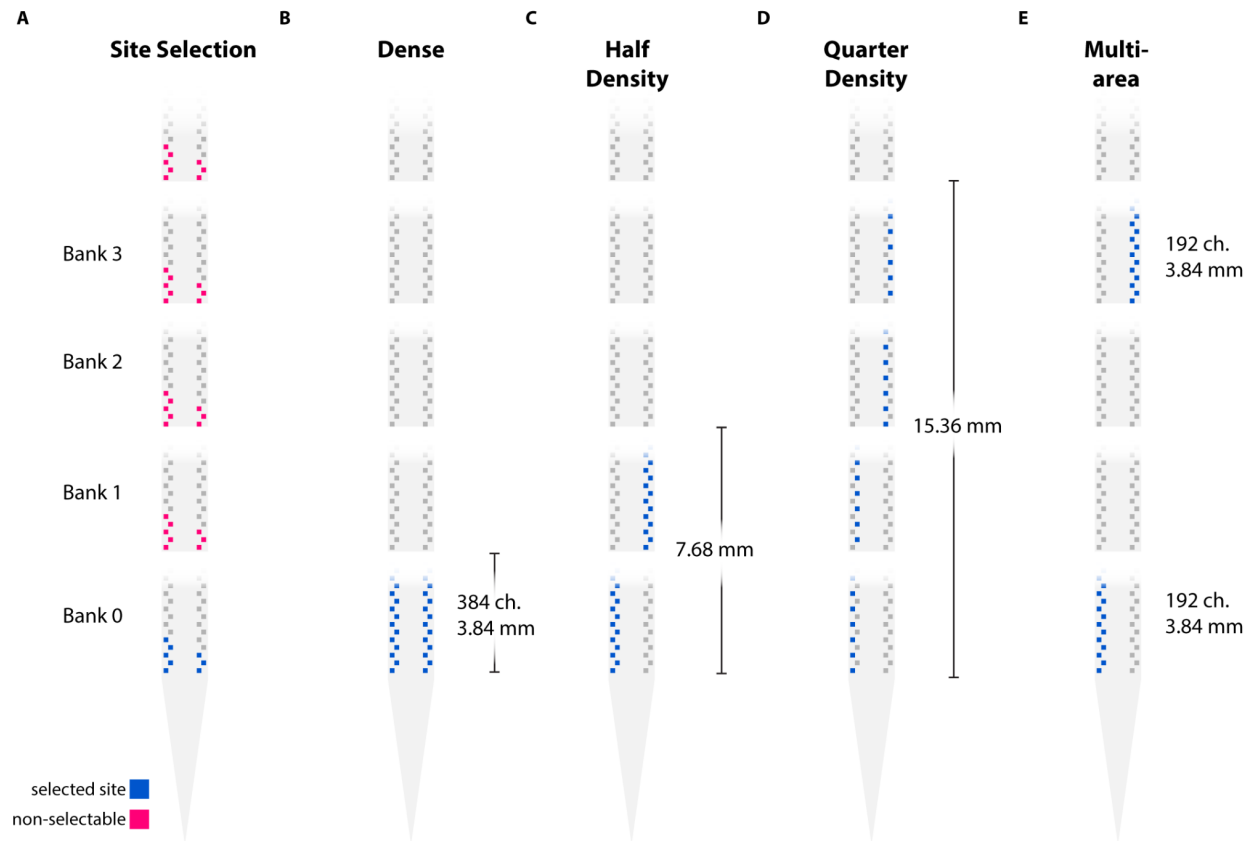 A
B
C
D
E
Site Selection
Dense
Half
Density
Quarter
Density
Multi-
area
Bank 3
192 ch.
3.84 mm
Bank 2
15.36 mm
Bank 1
7.68 mm
Bank 0
384 ch.
3.84 mm
192 ch.
3.84 mm
selected site
non-selectable